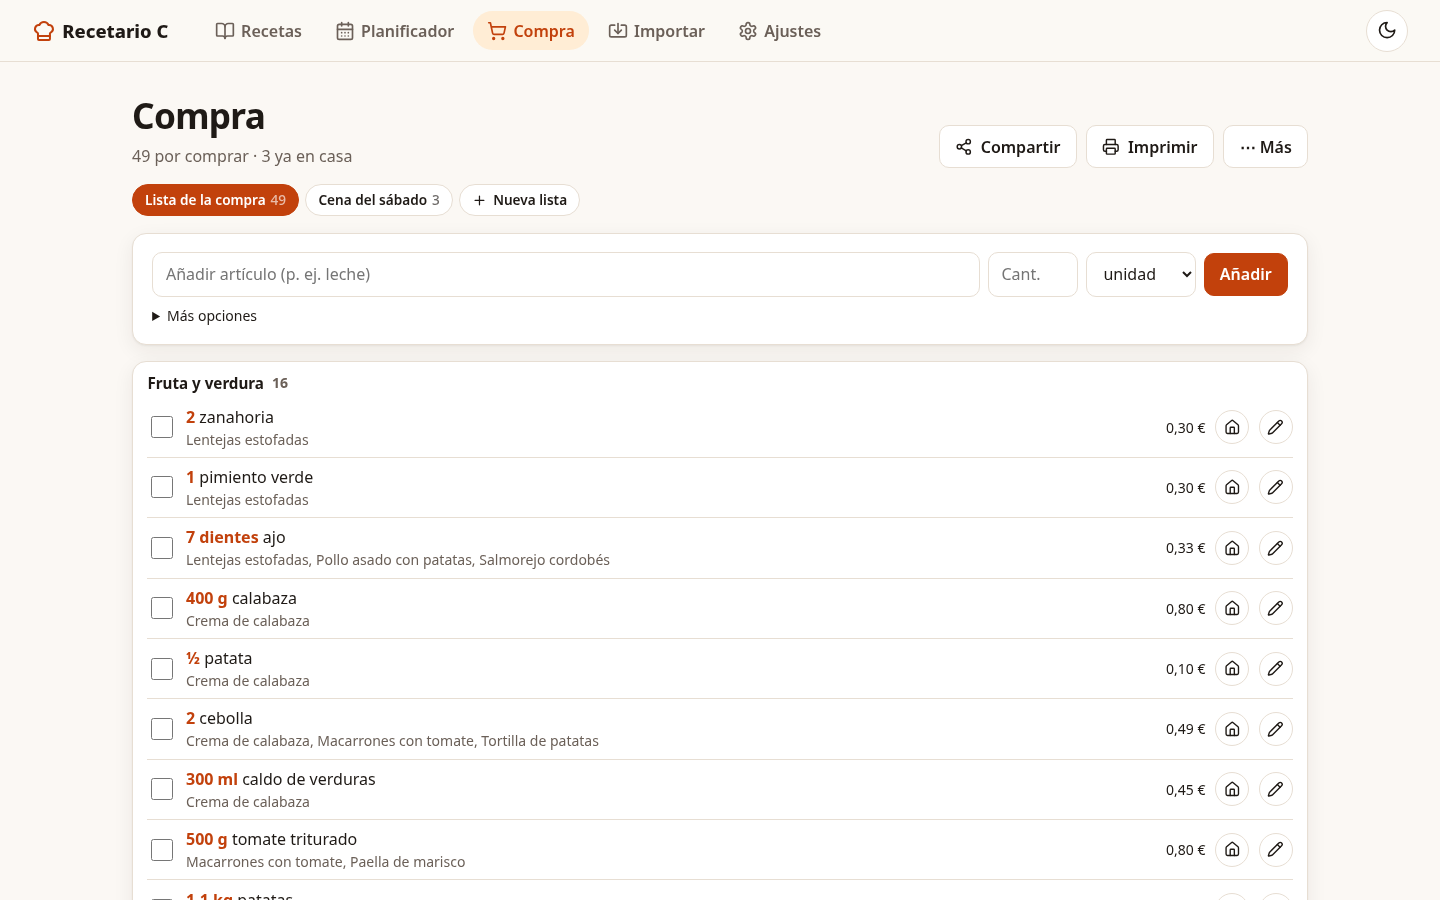 Recetario C
Recetas
Planificador
Compra
Importar
Ajustes
Compra
49 por comprar · 3 ya en casa
Compartir
Imprimir
··· Más
Lista de la compra 49
Cena del sábado 3
+ Nueva lista
Añadir artículo (p. ej. leche)
Cant.
unidad
Añadir
Más opciones
Fruta y verdura 16
2 zanahoria
Lentejas estofadas
0,30 €
1 pimiento verde
Lentejas estofadas
0,30 €
7 dientes ajo
Lentejas estofadas, Pollo asado con patatas, Salmorejo cordobés
0,33 €
400 g calabaza
Crema de calabaza
0,80 €
½ patata
Crema de calabaza
0,10 €
2 cebolla
Crema de calabaza, Macarrones con tomate, Tortilla de patatas
0,49 €
300 ml caldo de verduras
Crema de calabaza
0,45 €
500 g tomate triturado
Macarrones con tomate, Paella de marisco
0,80 €
1,1 kg patatas